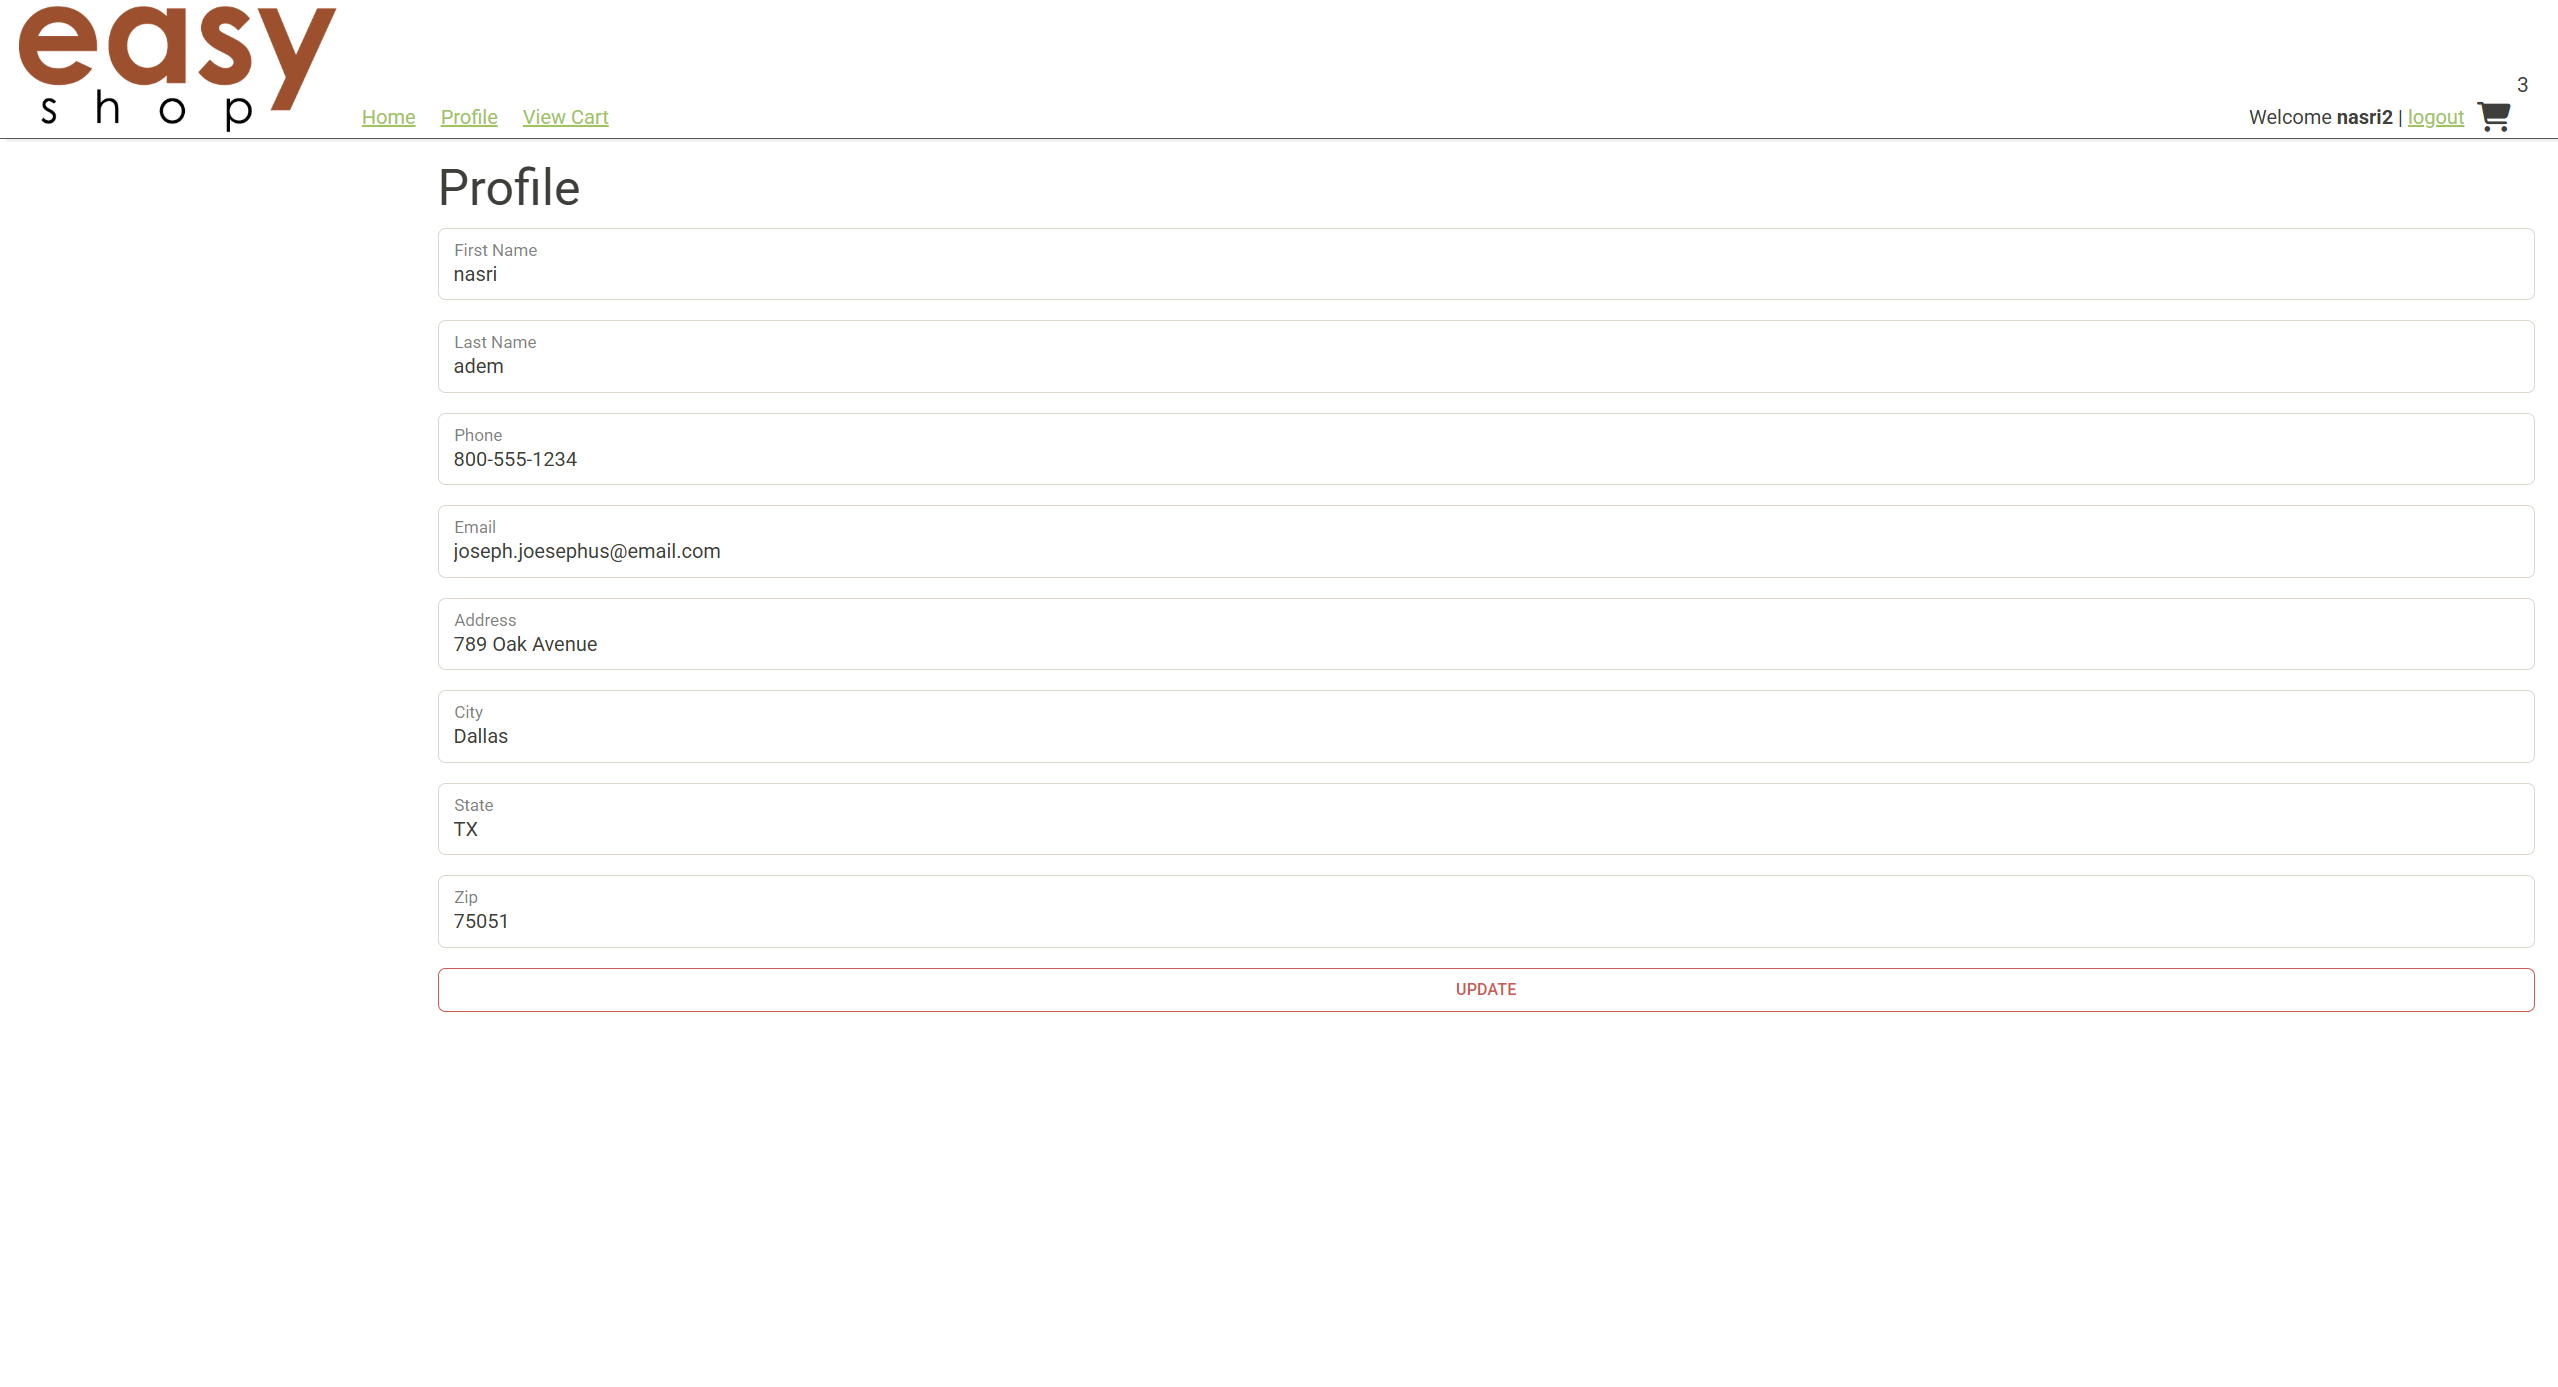 easy
shop
3
Home Profile View Cart Welcome nasri2 | logout
Profile
First Name
nasri
Last Name
adem
Phone
800-555-1234
Email
joseph.joesephus@email.com
Address
789 Oak Avenue
City
Dallas
State
TX
Zip
75051
UPDATE